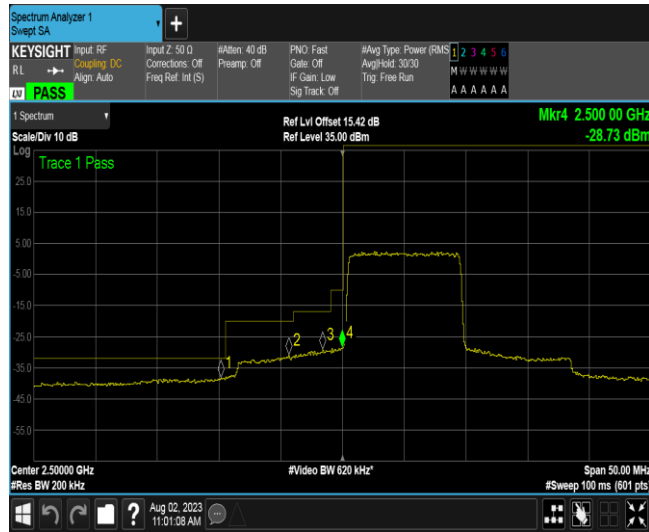 Spectrum Analyzer 1
Swept SA
KEYSIGHT
RL
LXI PASS
Input: RF
Coupling: DC
Align: Auto
Input Z: 50 Ω
Corrections: Off
Freq Ref: Int (S)
#Atten: 40 dB
Preamp: Off
PNO: Fast
Gate: Off
IF Gain: Low
Sig Track: Off
#Avg Type: Power (RMS
Avg|Hold: 30/30
Trig: Free Run
1 2 3 4 5 6
M W W W W W
A A A A A A
1 Spectrum
Scale/Div 10 dB
Ref Lvl Offset 15.42 dB
Ref Level 35.00 dBm
Mkr4 2.500 00 GHz
-28.73 dBm
Log
Trace 1 Pass
25.0
15.0
5.00
-5.00
-15.0
-25.0
-35.0
-45.0
-55.0
1
2
3
4
Center 2.50000 GHz
#Res BW 200 kHz
#Video BW 620 kHz*
Span 50.00 MHz
#Sweep 100 ms (601 pts)
?
Aug 02, 2023
11:01:08 AM